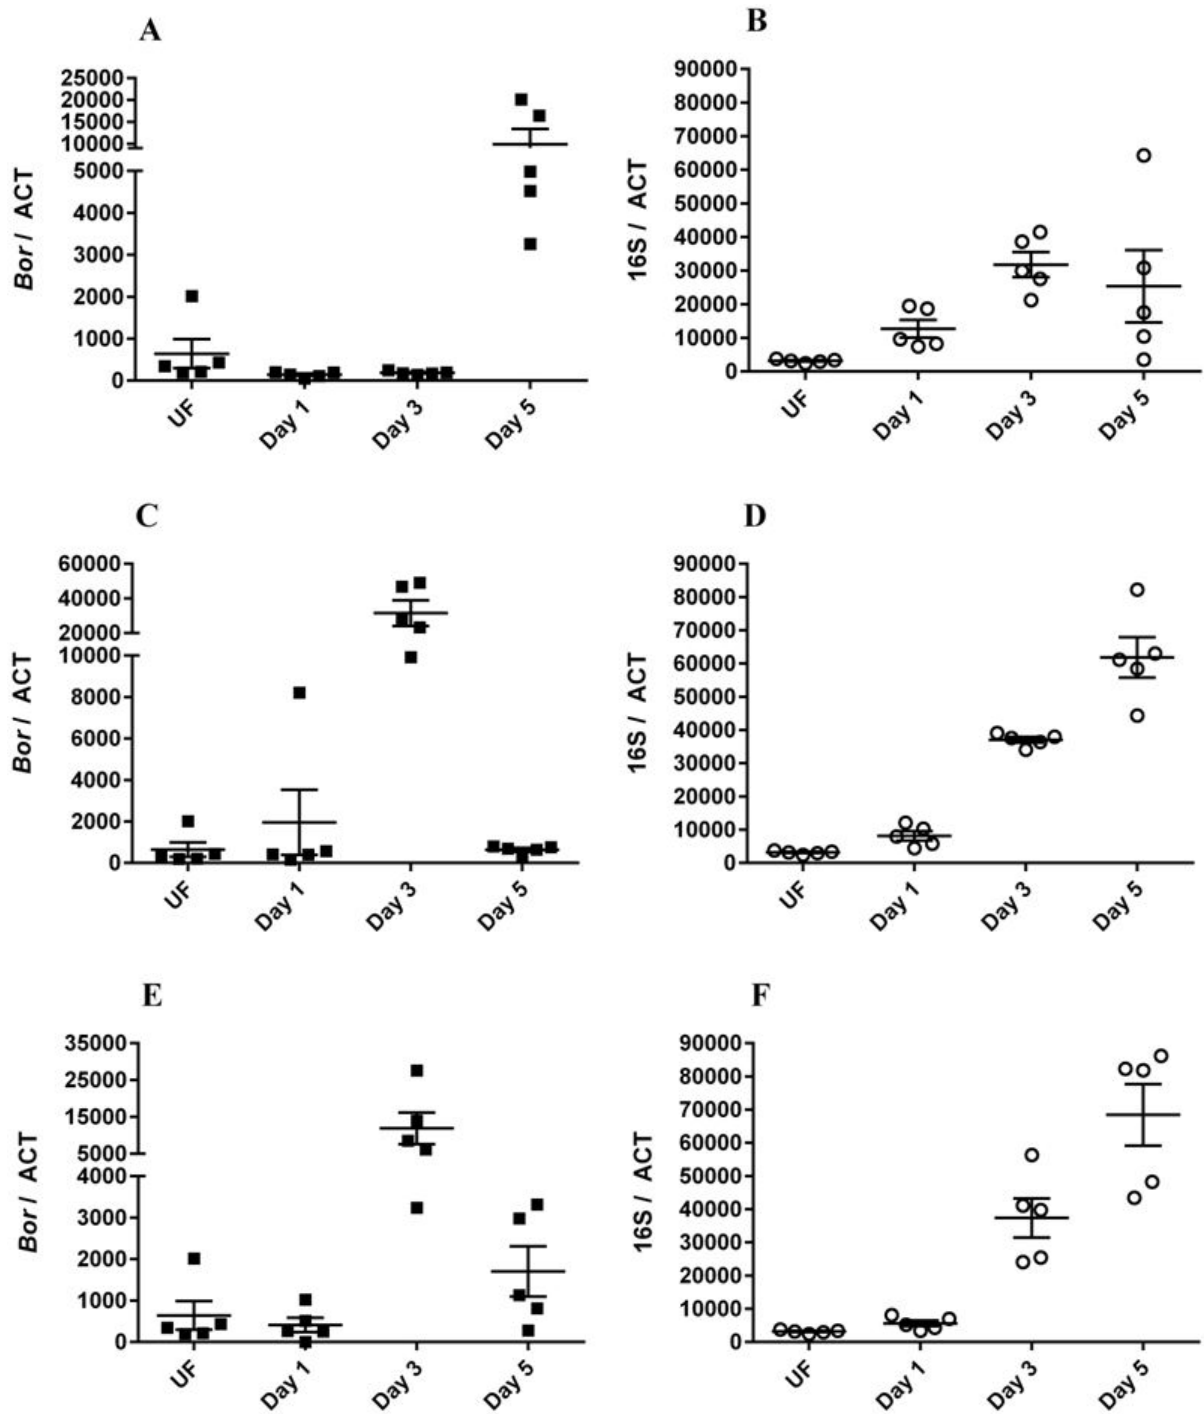 A
Bor / ACT
25000
20000
15000
10000
5000
4000
3000
2000
1000
0
UF
Day 1
Day 3
Day 5
B
16S / ACT
90000
80000
70000
60000
50000
40000
30000
20000
10000
0
UF
Day 1
Day 3
Day 5
C
Bor / ACT
60000
40000
20000
10000
8000
6000
4000
2000
0
UF
Day 1
Day 3
Day 5
D
16S / ACT
90000
80000
70000
60000
50000
40000
30000
20000
10000
0
UF
Day 1
Day 3
Day 5
E
Bor / ACT
35000
25000
15000
5000
4000
3000
2000
1000
0
UF
Day 1
Day 3
Day 5
F
16S / ACT
90000
80000
70000
60000
50000
40000
30000
20000
10000
0
UF
Day 1
Day 3
Day 5